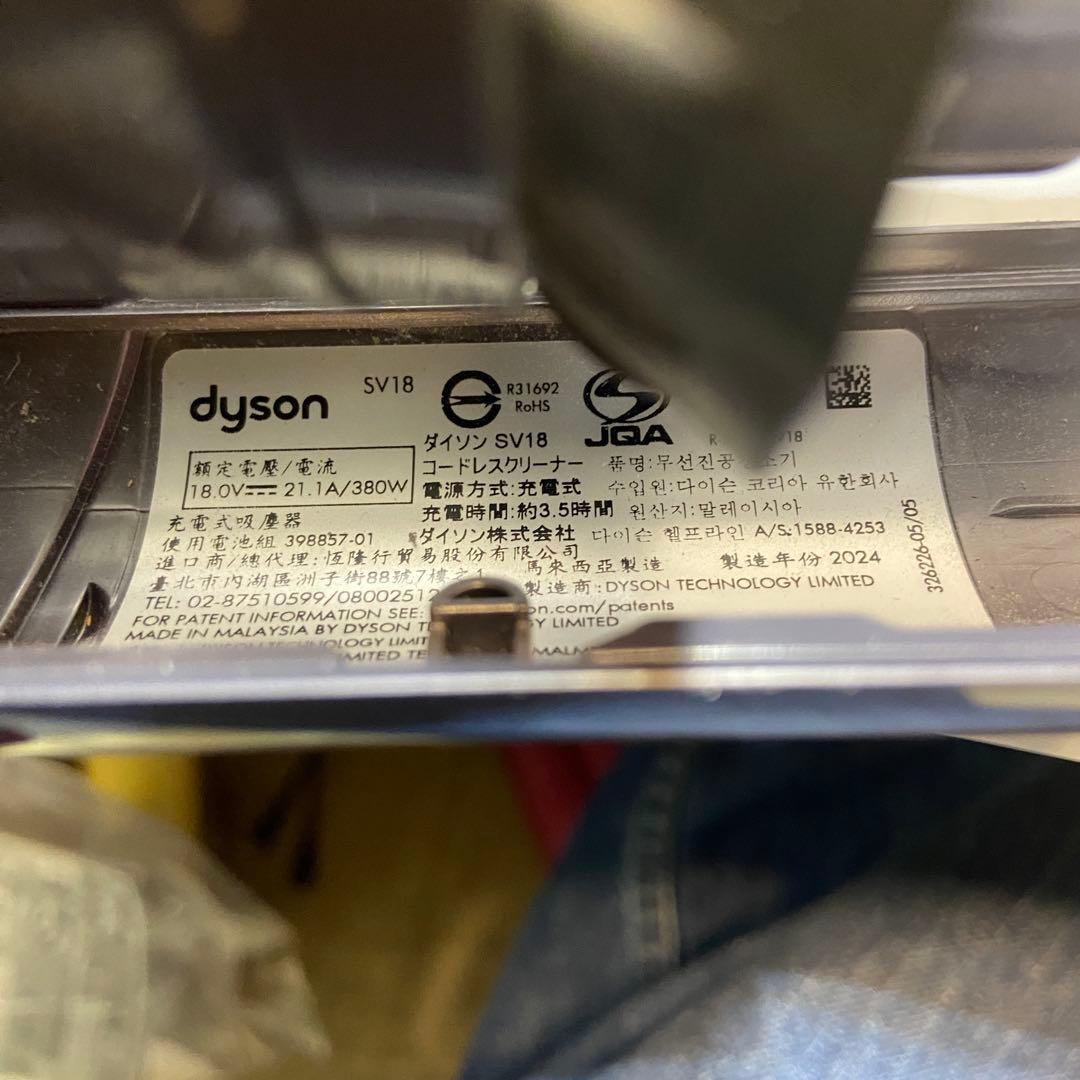 dyson SV18
R31692
RoHS
JQA
額定電壓/電流
18.0V 21.1A/380W
充電式吸塵器
使用電池組 398857-01
進口商/總代理:恆隆行貿易股份有限公司
臺北市內湖區洲子街88號7樓之1
TEL: 02-87510599/08002512
FOR PATENT INFORMATION SEE:
.com/patents
MADE IN MALAYSIA BY DYSON
LIMITED
ダイソン SV18
コードレスクリーナー
電源方式:充電式
充電時間:約3.5時間
ダイソン株式会社
馬來西亞製造
製造年份 2024
製造商:DYSON TECHNOLOGY LIMITED
품명:무선진공
수입원:다이슨 코리아 유한회사
원산지:말레이시아
다이슨 헬프라인 A/S:1588-4253
326226-05/05